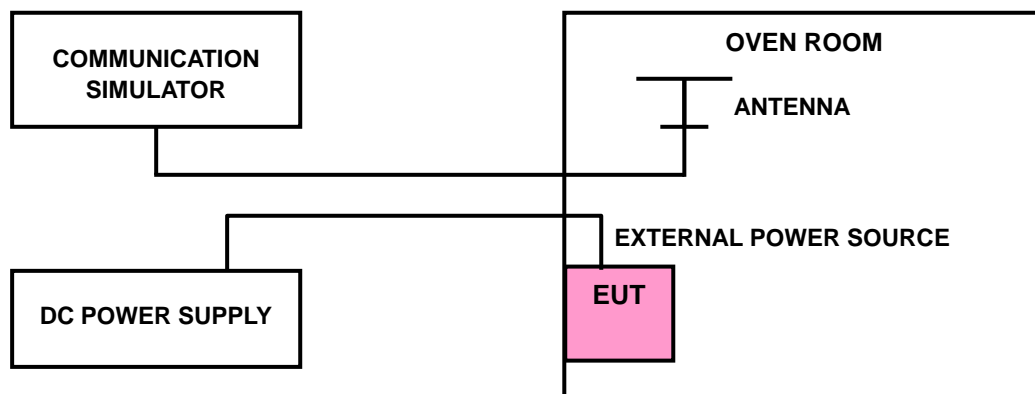 COMMUNICATION
SIMULATOR
OVEN ROOM
ANTENNA
EXTERNAL POWER SOURCE
DC POWER SUPPLY
EUT